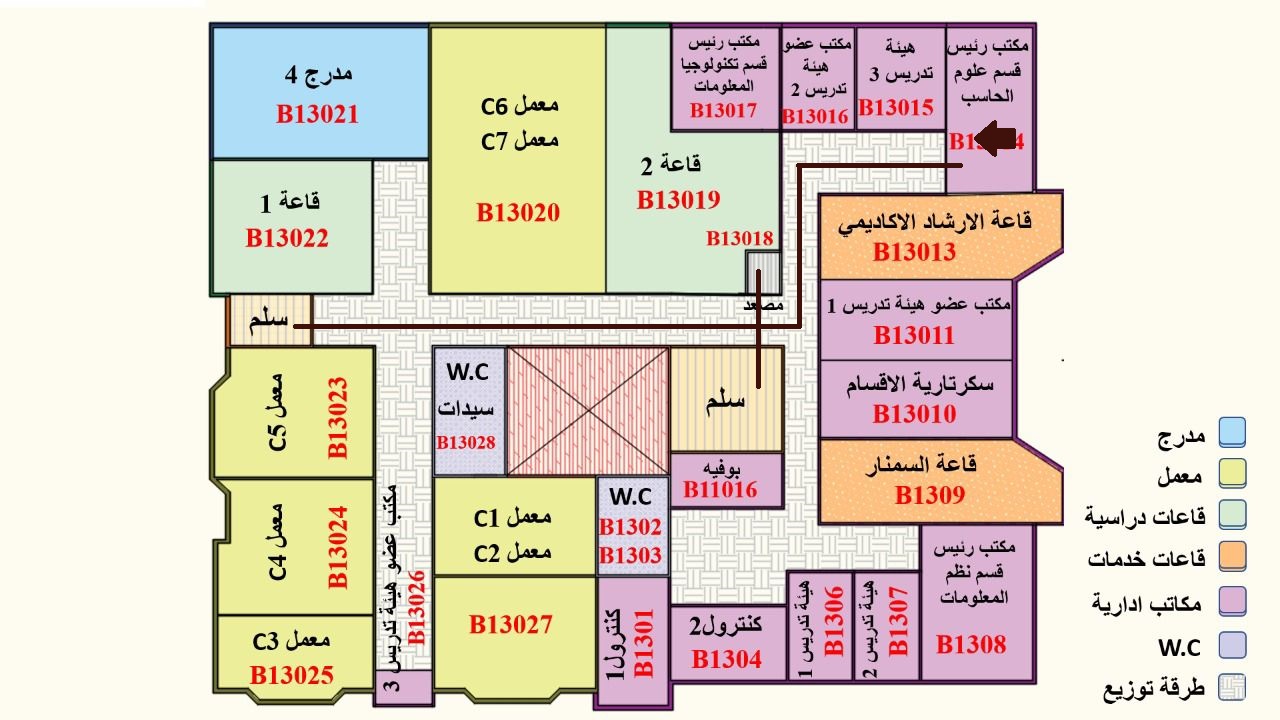 مدرج 4
B13021
معمل C6
معمل C7
B13020
قاعة 2
B13019
B13018
مصعد
مكتب رئيس
قسم تكنولوجيا
المعلومات
B13017
مكتب عضو
هيئة
تدريس 2
B13016
هيئة
تدريس 3
B13015
مكتب رئيس
قسم علوم
الحاسب
قاعة 1
B13022
سلم
قاعة الارشاد الاكاديمي
B13013
مكتب عضو هيئة تدريس 1
B13011
سكرتارية الاقسام
B13010
قاعة السمنار
B1309
معمل C5
B13023
معمل C4
B13024
معمل C3
B13025
مكتب عضو هيئة تدريس 3
B13026
W.C
سيدات
B13028
سلم
بوفيه
B11016
معمل C1
معمل C2
W.C
B1302
B1303
B13027
كنترول1
B1301
كنترول2
B1304
هيئة تدريس 1
B1306
هيئة تدريس 2
B1307
مكتب رئيس
قسم نظم
المعلومات
B1308
مدرج
معمل
قاعات دراسية
قاعات خدمات
مكاتب ادارية
W.C
طرقة توزيع